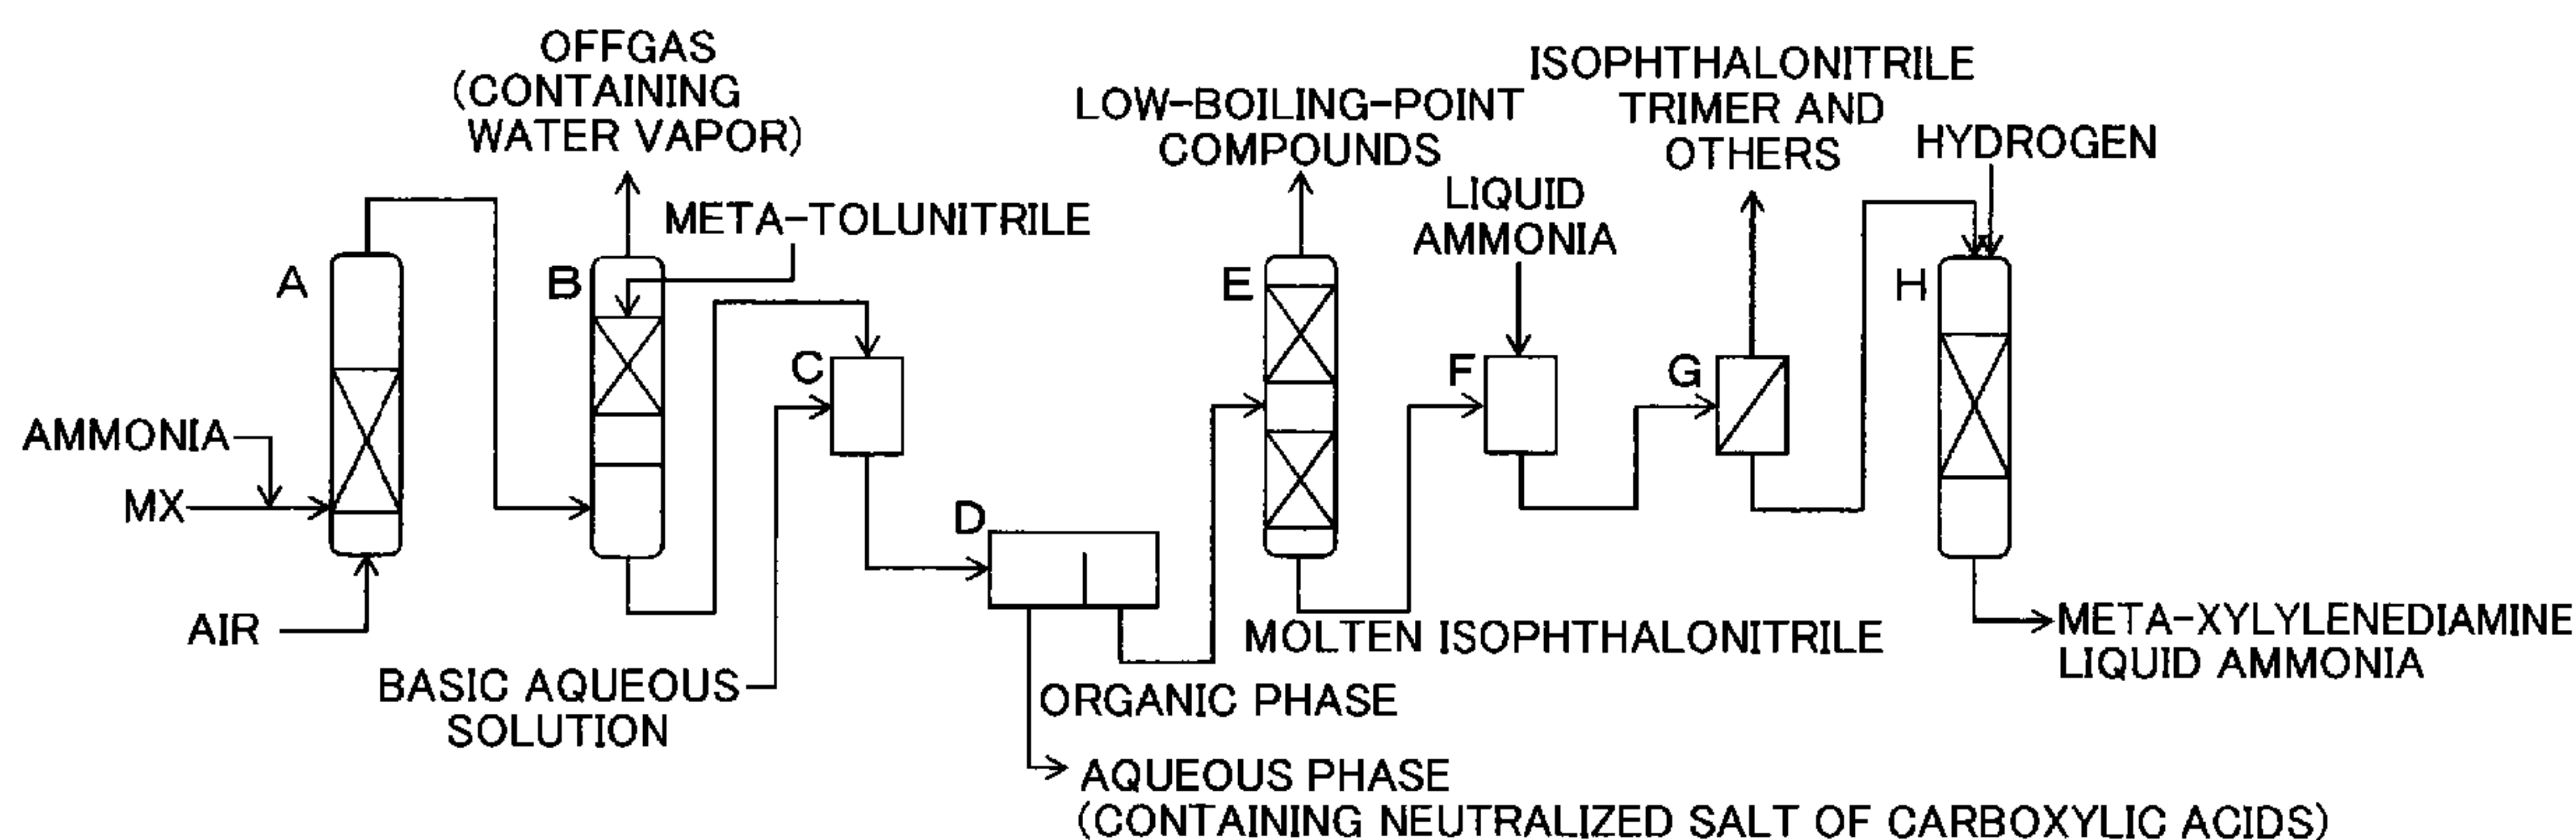 OFFGAS
(CONTAINING
WATER VAPOR)
META-TOLUNITRILE
LOW-BOILING-POINT
COMPOUNDS
ISOPHTHALONITRILE
TRIMER AND
OTHERS
HYDROGEN
LIQUID
AMMONIA
A
B
C
D
E
F
G
H
AMMONIA
MX
AIR
BASIC AQUEOUS
SOLUTION
MOLTEN ISOPHTHALONITRILE
ORGANIC PHASE
AQUEOUS PHASE
(CONTAINING NEUTRALIZED SALT OF CARBOXYLIC ACIDS)
META-XYLYLENEDIAMINE
LIQUID AMMONIA